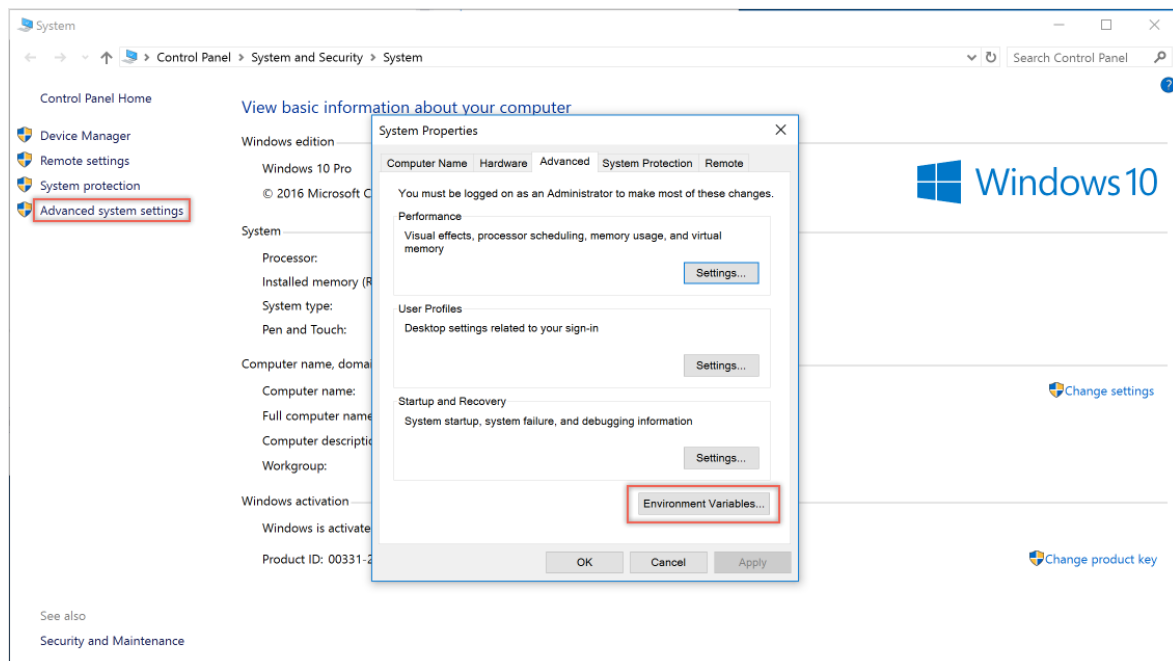 System
Control Panel > System and Security > System
Search Control Panel
?
Control Panel Home
Device Manager
Remote settings
System protection
Advanced system settings
See also
Security and Maintenance
View basic information about your computer
Windows edition
Windows 10 Pro
© 2016 Microsoft C
System
Processor:
Installed memory (R
System type:
Pen and Touch:
Computer name, domai
Computer name:
Full computer name
Computer descriptio
Workgroup:
Windows activation
Windows is activate
Product ID: 00331-2
Windows 10
Change settings
Change product key
System Properties
Computer Name Hardware Advanced System Protection Remote
You must be logged on as an Administrator to make most of these changes.
Performance
Visual effects, processor scheduling, memory usage, and virtual
memory
Settings...
User Profiles
Desktop settings related to your sign-in
Settings...
Startup and Recovery
System startup, system failure, and debugging information
Settings...
Environment Variables...
OK Cancel Apply